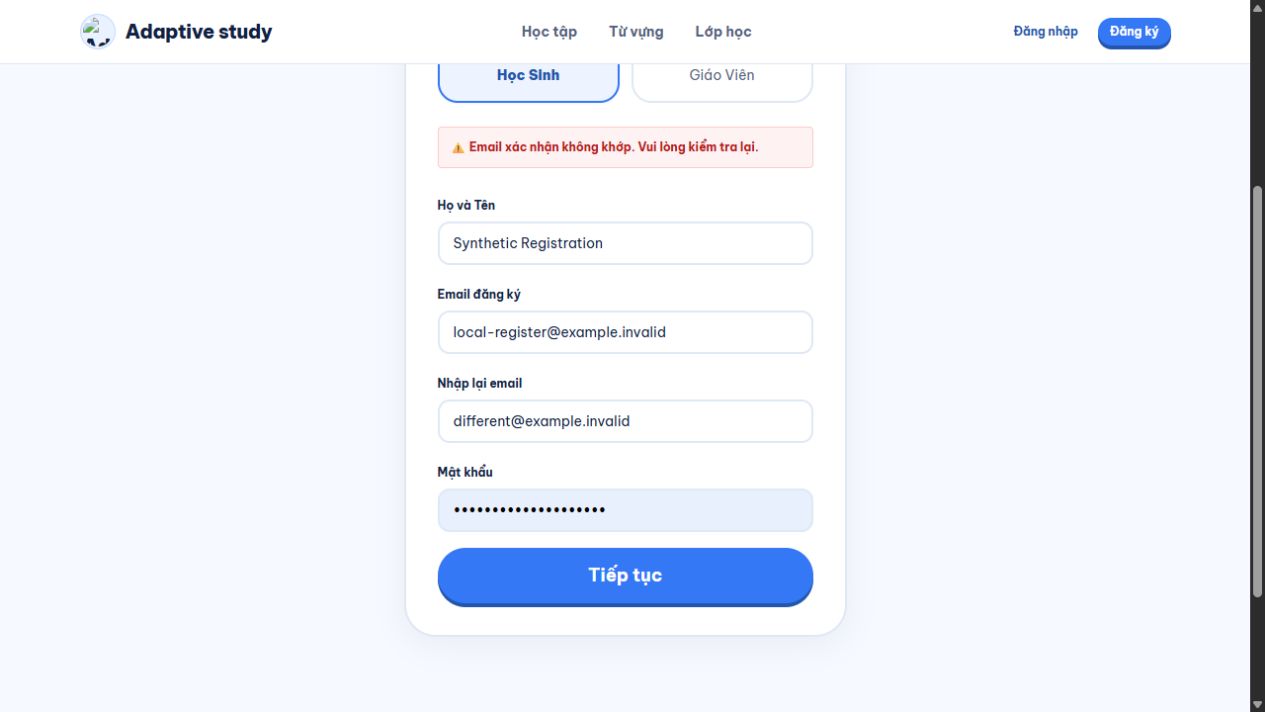 Adaptive study
Học tập
Từ vựng
Lớp học
Đăng nhập
Đăng ký
Học Sinh
Giáo Viên
Email xác nhận không khớp. Vui lòng kiểm tra lại.
Họ và Tên
Synthetic Registration
Email đăng ký
local-register@example.invalid
Nhập lại email
different@example.invalid
Mật khẩu
••••••••••••••••••••
Tiếp tục